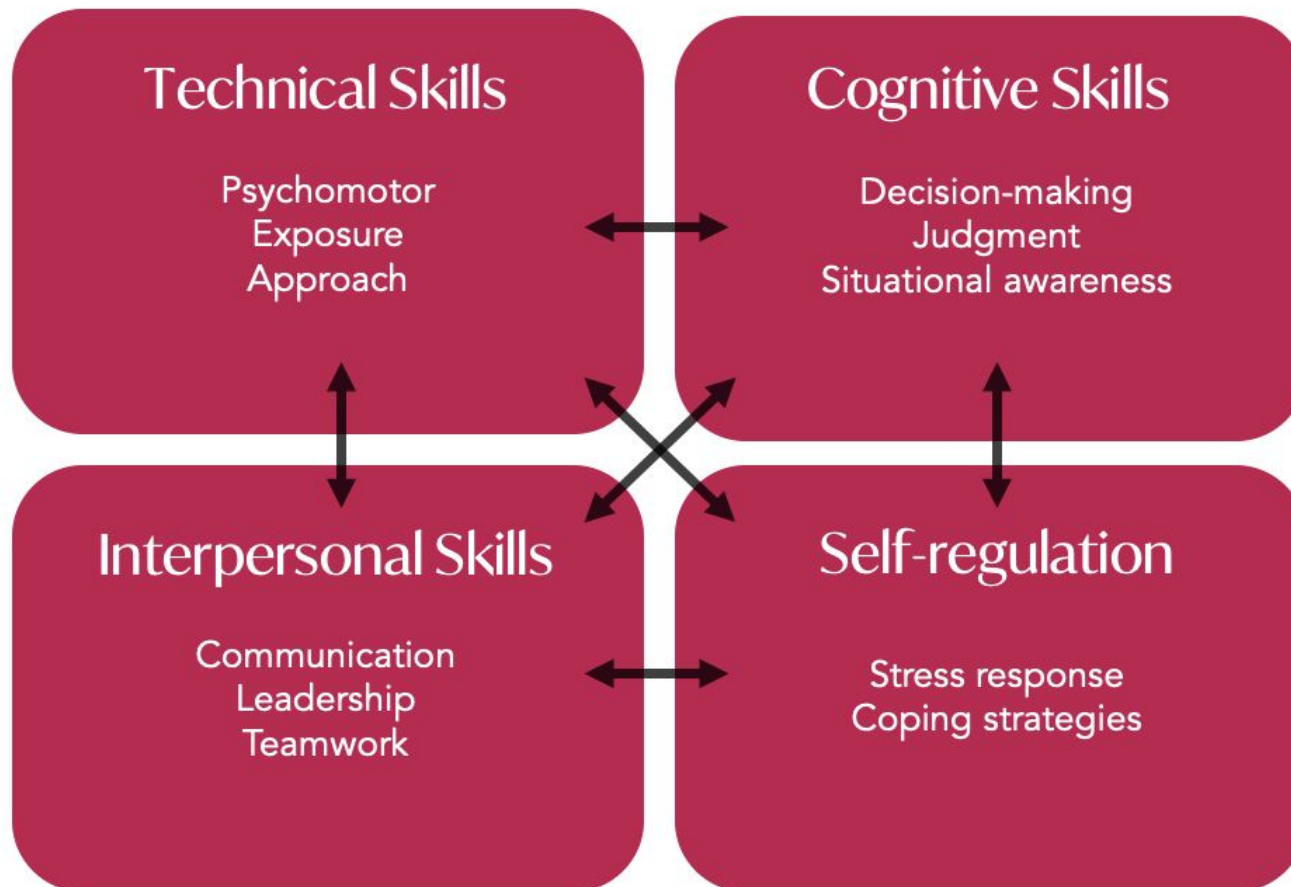 Technical Skills
Psychomotor
Exposure
Approach
Cognitive Skills
Decision-making
Judgment
Situational awareness
Interpersonal Skills
Communication
Leadership
Teamwork
Self-regulation
Stress response
Coping strategies